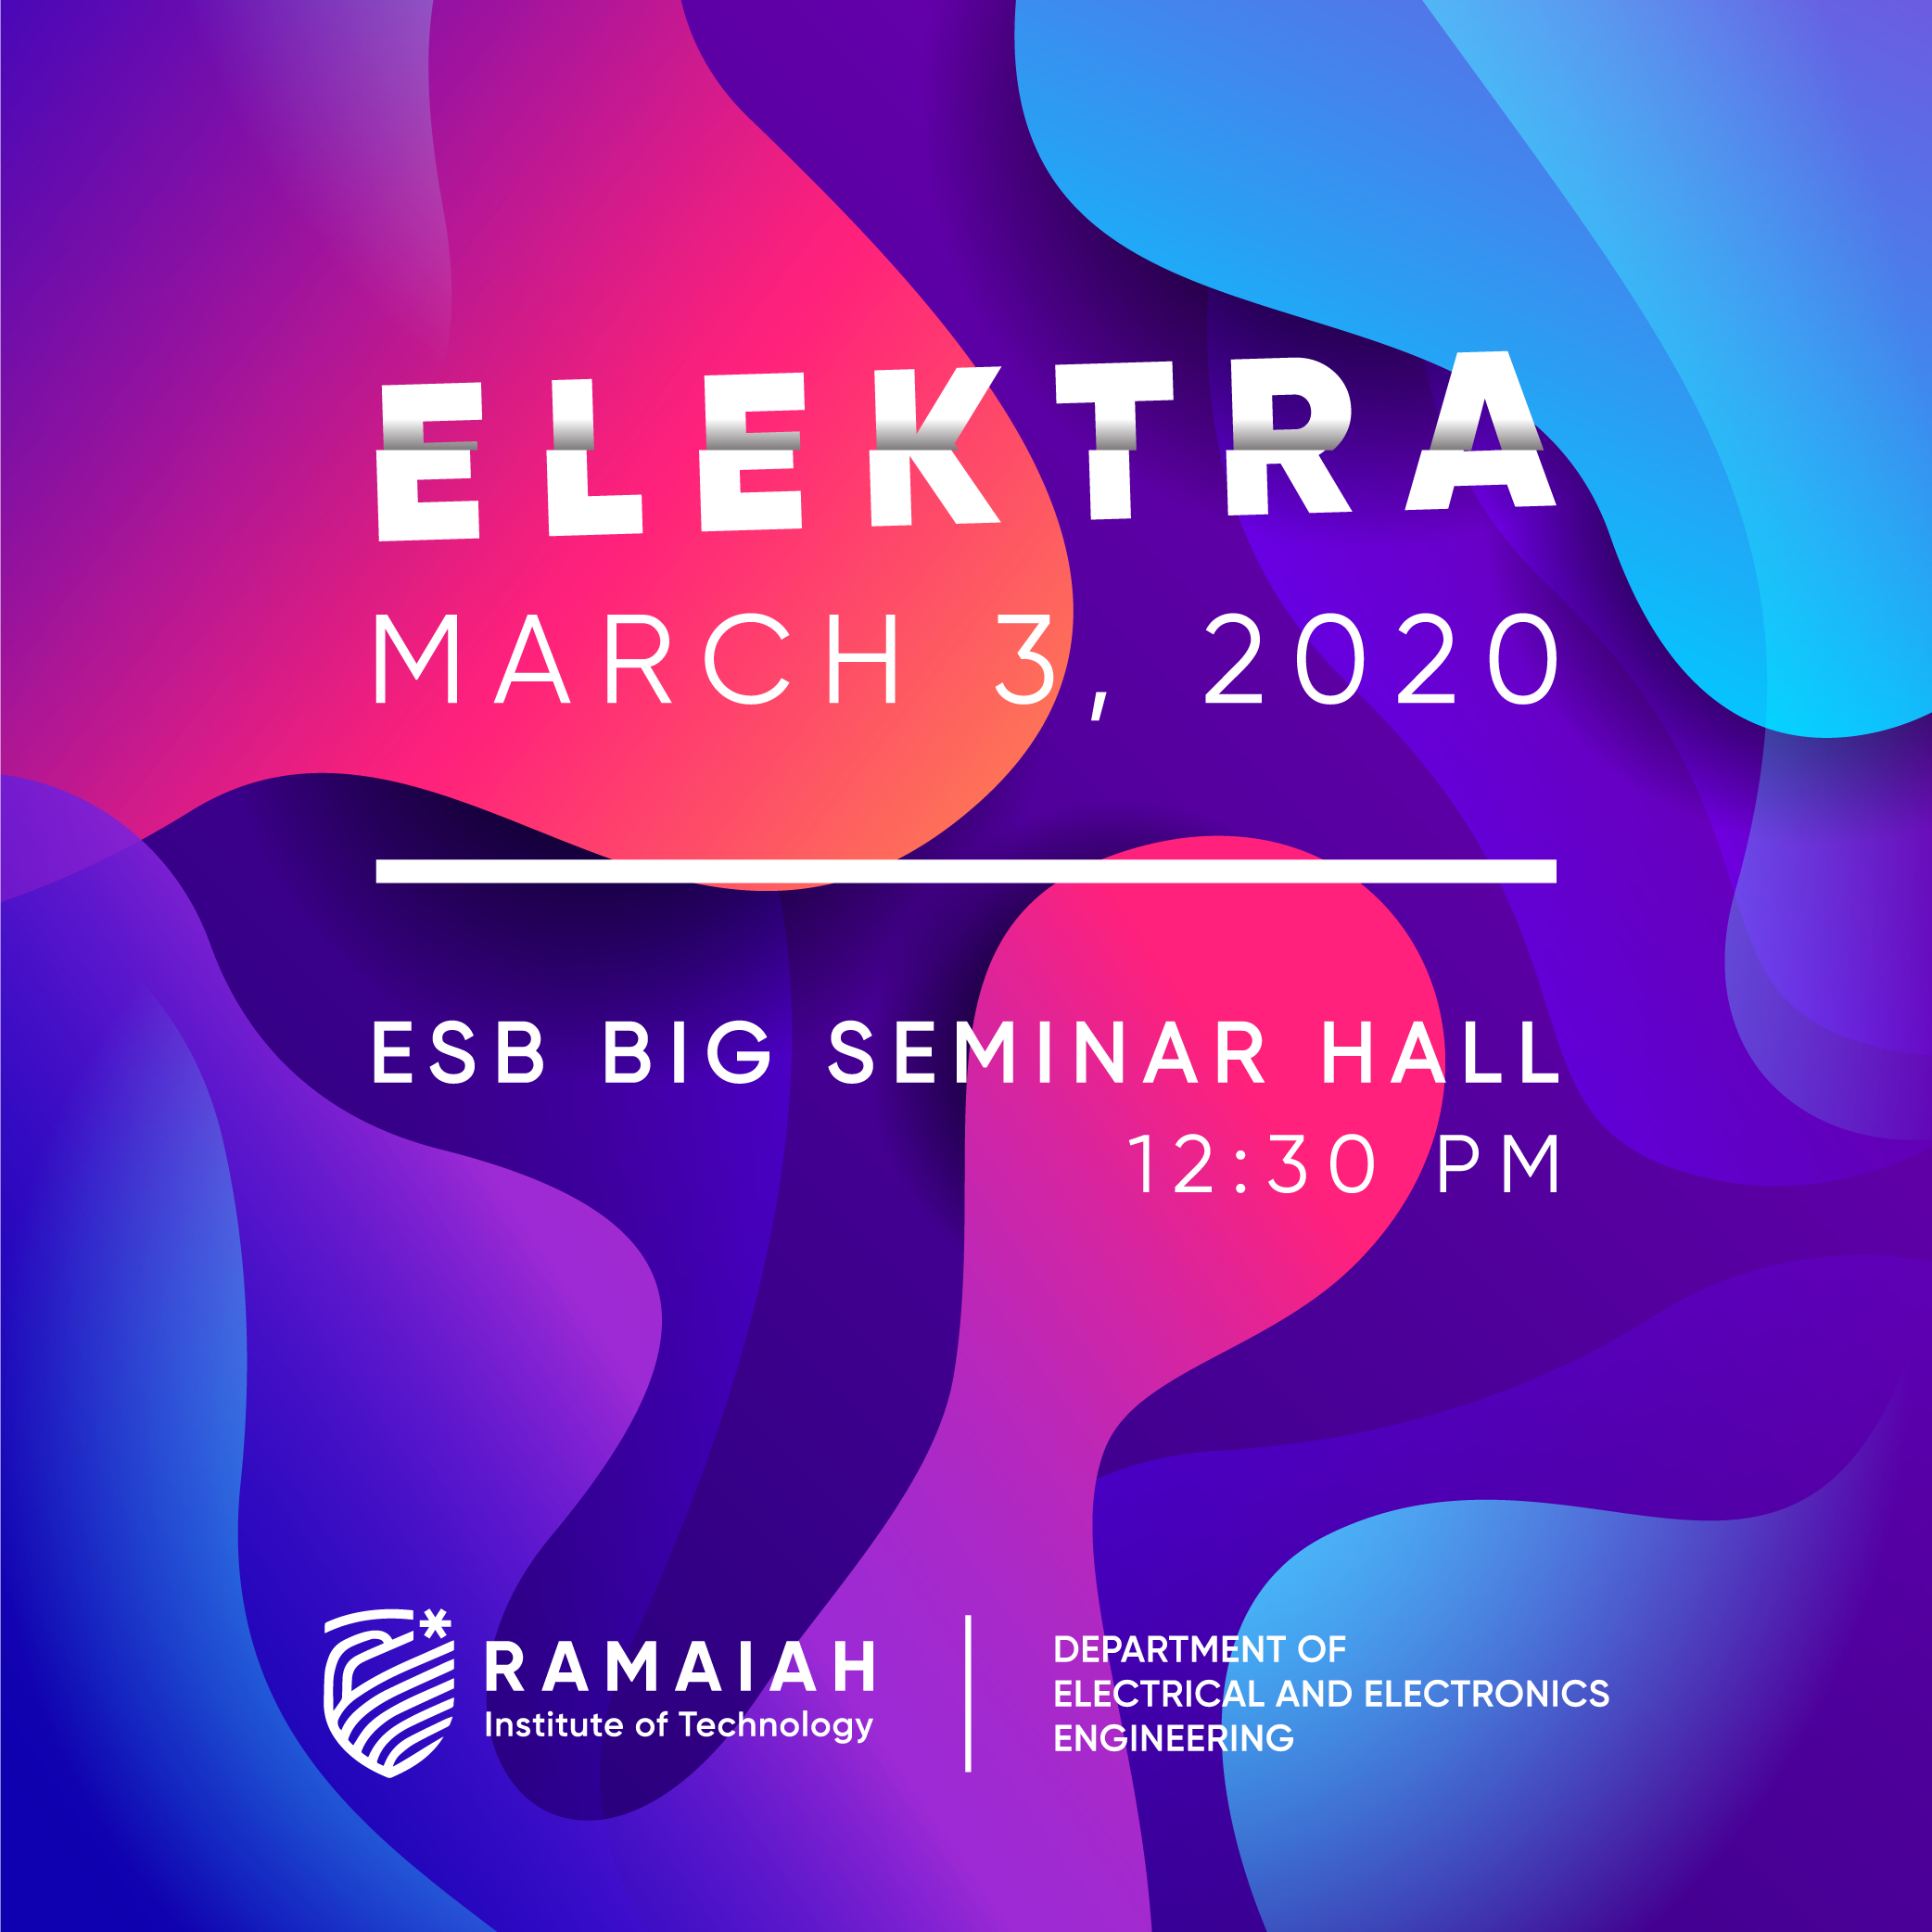 ELEKTRA
MARCH 3, 2020
ESB BIG SEMINAR HALL
12:30 PM
RAMAIAH
Institute of Technology
DEPARTMENT OF
ELECTRICAL AND ELECTRONICS
ENGINEERING